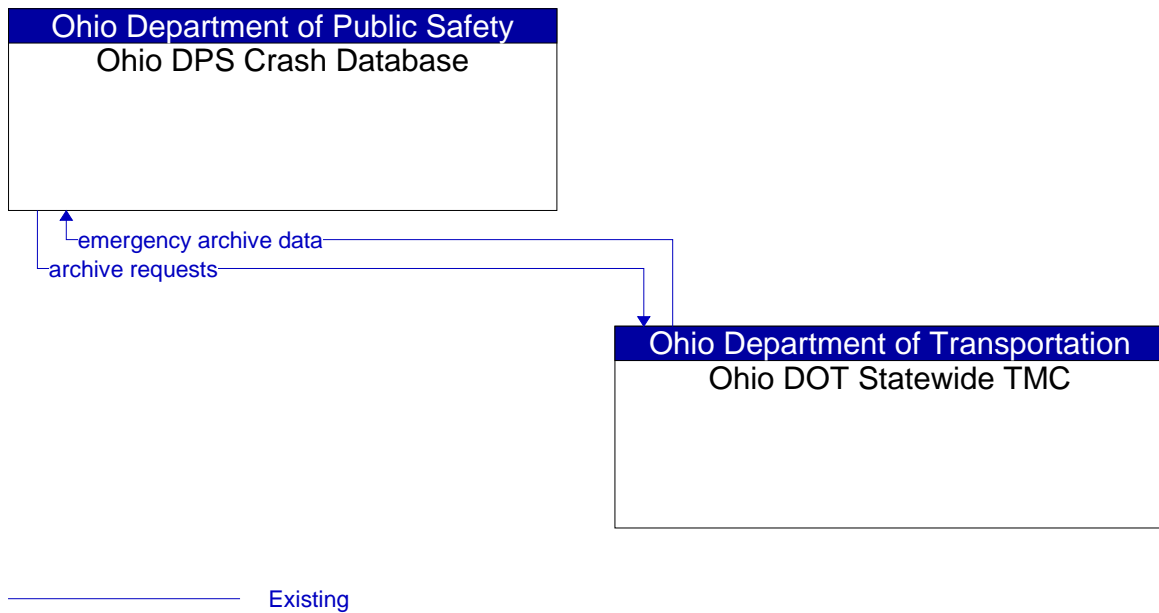 Ohio Department of Public Safety
Ohio DPS Crash Database
emergency archive data
archive requests
Ohio Department of Transportation
Ohio DOT Statewide TMC
Existing